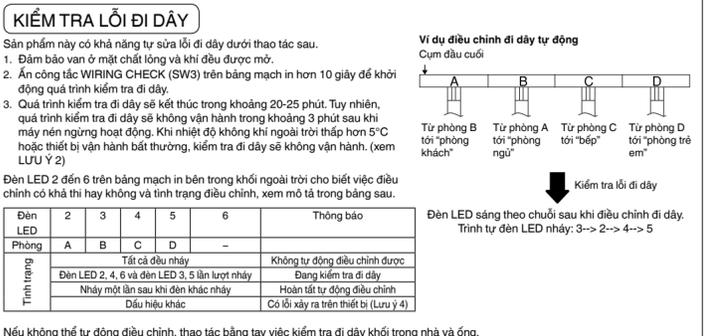 KIỂM TRA LỖI ĐI DÂY
Sản phẩm này có khả năng tự sửa lỗi đi dây dưới thao tác sau.
1. Đảm bảo van ở mặt chất lỏng và khí đều được mở.
2. Ấn công tắc WIRING CHECK (SW3) trên bảng mạch in hơn 10 giây để khởi
động quá trình kiểm tra đi dây.
3. Quá trình kiểm tra đi dây sẽ kết thúc trong khoảng 20-25 phút. Tuy nhiên,
quá trình kiểm tra đi dây sẽ không vận hành trong khoảng 3 phút sau khi
máy nén ngừng hoạt động. Khi nhiệt độ không khí ngoài trời thấp hơn 5°C
hoặc thiết bị vận hành bất thường, kiểm tra đi dây sẽ không vận hành. (xem
LƯU Ý 2)
Đèn LED 2 đến 6 trên bảng mạch in bên trong khối ngoài trời cho biết việc điều
chỉnh có khả thi hay không và tình trạng điều chỉnh, xem mô tả trong bảng sau.
Đèn LED 2 3 4 5 6 Thông báo
Phòng A B C D –
Tình trạng
Tất cả đều nháy Không tự động điều chỉnh được
Đèn LED 2, 4, 6 và đèn LED 3, 5 lần lượt nháy Đang kiểm tra đi dây
Nháy một lần sau khi đèn khác nháy Hoàn tất tự động điều chỉnh
Dấu hiệu khác Có lỗi xảy ra trên thiết bị (Lưu ý 4)
Ví dụ điều chỉnh đi dây tự động
Cụm đầu cuối
A B C D
Từ phòng B Từ phòng A Từ phòng C Từ phòng D
tới “phòng tới “phòng tới “bếp” tới “phòng trẻ
khách” ngủ” em”
Kiểm tra lỗi đi dây
Đèn LED sáng theo chuỗi sau khi điều chỉnh đi dây.
Trình tự đèn LED nháy: 3--> 2--> 4--> 5
Nếu không thể tự động điều chỉnh, thao tác bằng tay việc kiểm tra đi dây khối trong nhà và ống.